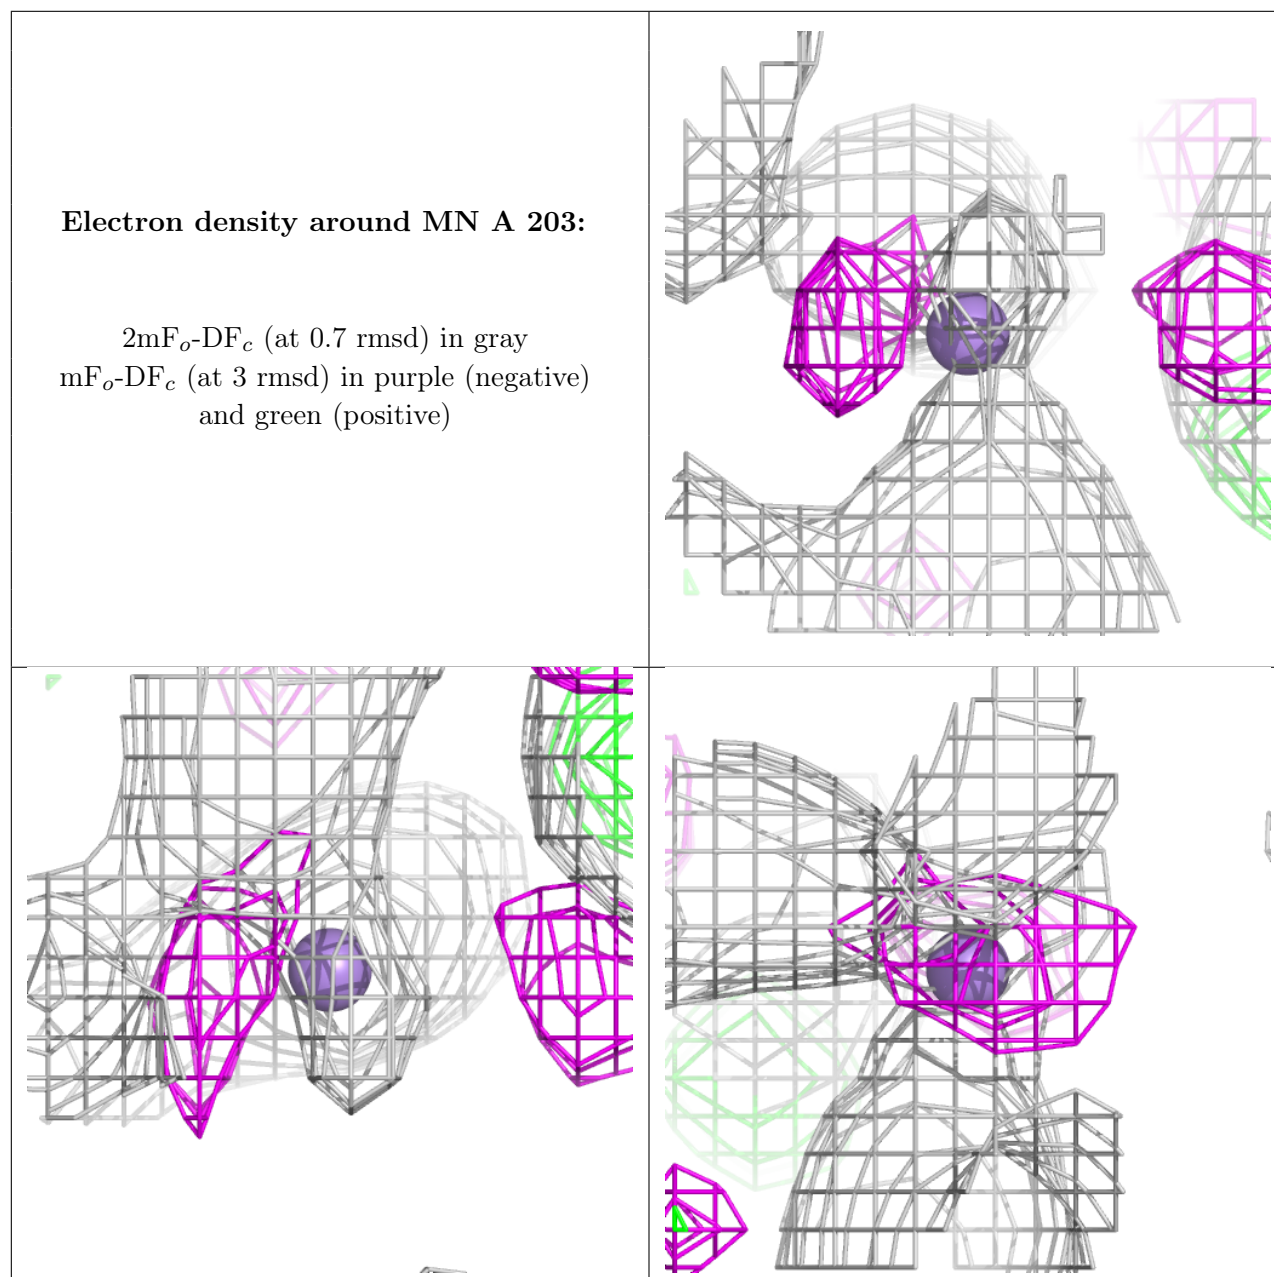 Electron density around MN A 203:
2mFo-DFc (at 0.7 rmsd) in gray
mFo-DFc (at 3 rmsd) in purple (negative)
and green (positive)